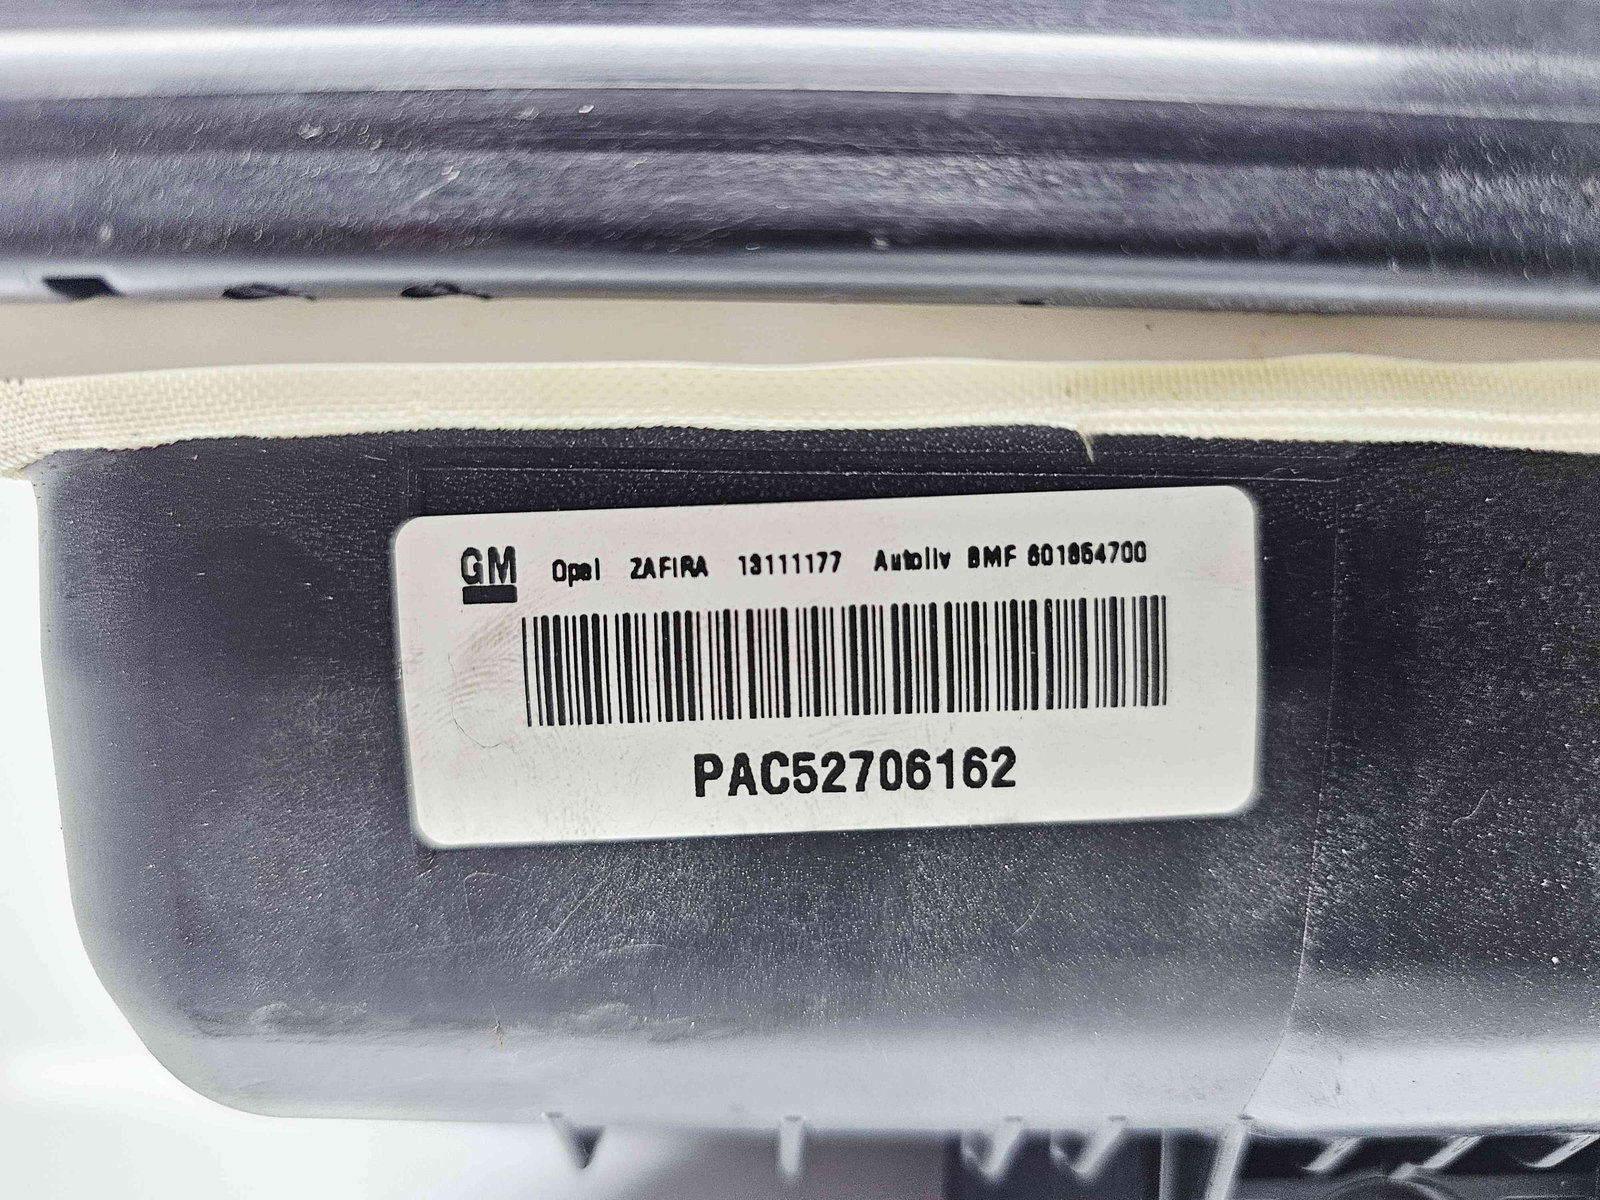 GM Opel ZAFIRA 13111177 Autoliv BMF 601854700
PAC52706162